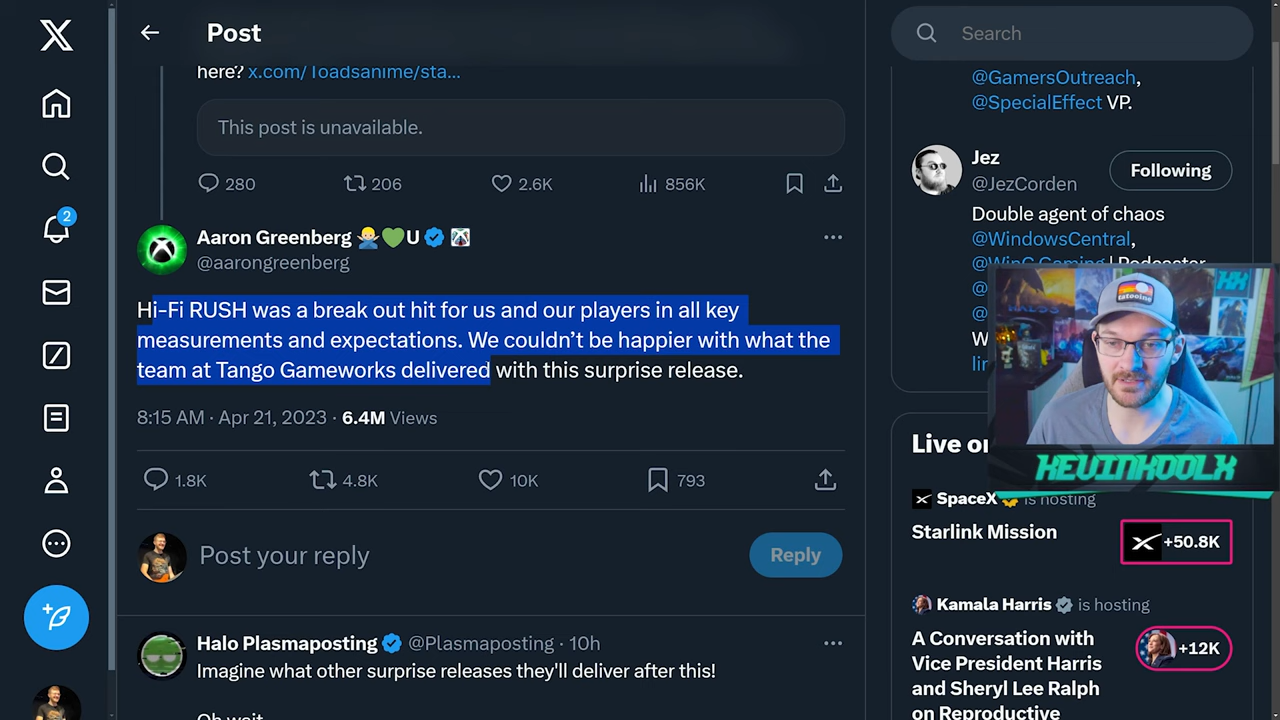 Post
here? x.com/Toadsanime/sta...
This post is unavailable.
280 206 2.6K 856K
Aaron Greenberg 🙅🏼‍♂️💚U
@aarongreenberg
Hi-Fi RUSH was a break out hit for us and our players in all key
measurements and expectations. We couldn’t be happier with what the
team at Tango Gameworks delivered with this surprise release.
8:15 AM · Apr 21, 2023 · 6.4M Views
1.8K 4.8K 10K 793
Post your reply
Reply
Halo Plasmaposting @Plasmaposting · 10h
Imagine what other surprise releases they'll deliver after this!
Oh wait
2
Search
@GamersOutreach,
@SpecialEffect VP.
Jez
@JezCorden
Following
Double agent of chaos
@WindowsCentral,
KEVINKOOLX
Live on
SpaceX is hosting
Starlink Mission
+50.8K
Kamala Harris is hosting
A Conversation with
Vice President Harris
and Sheryl Lee Ralph
on Reproductive
+12K